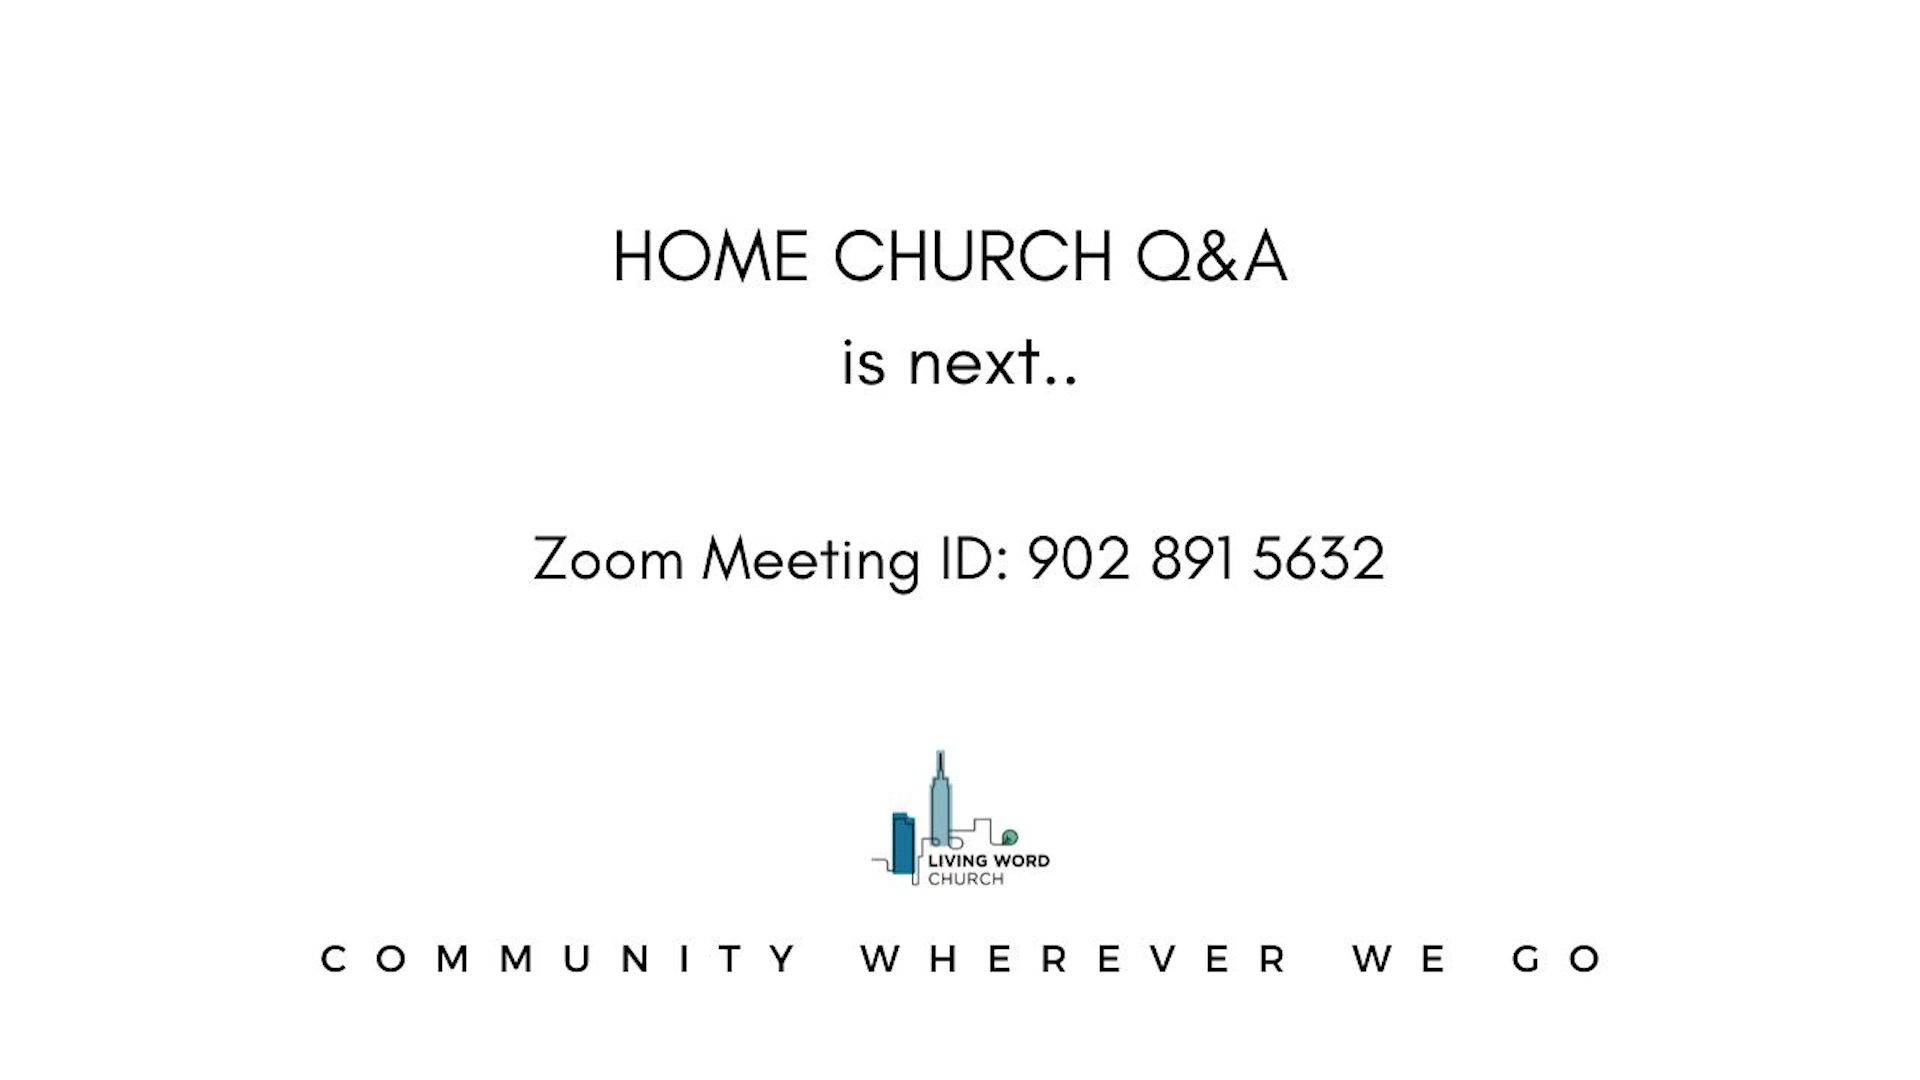 HOME CHURCH Q&A
is next..
Zoom Meeting ID: 902 891 5632
LIVING WORD
CHURCH
COMMUNITY WHEREVER WE GO